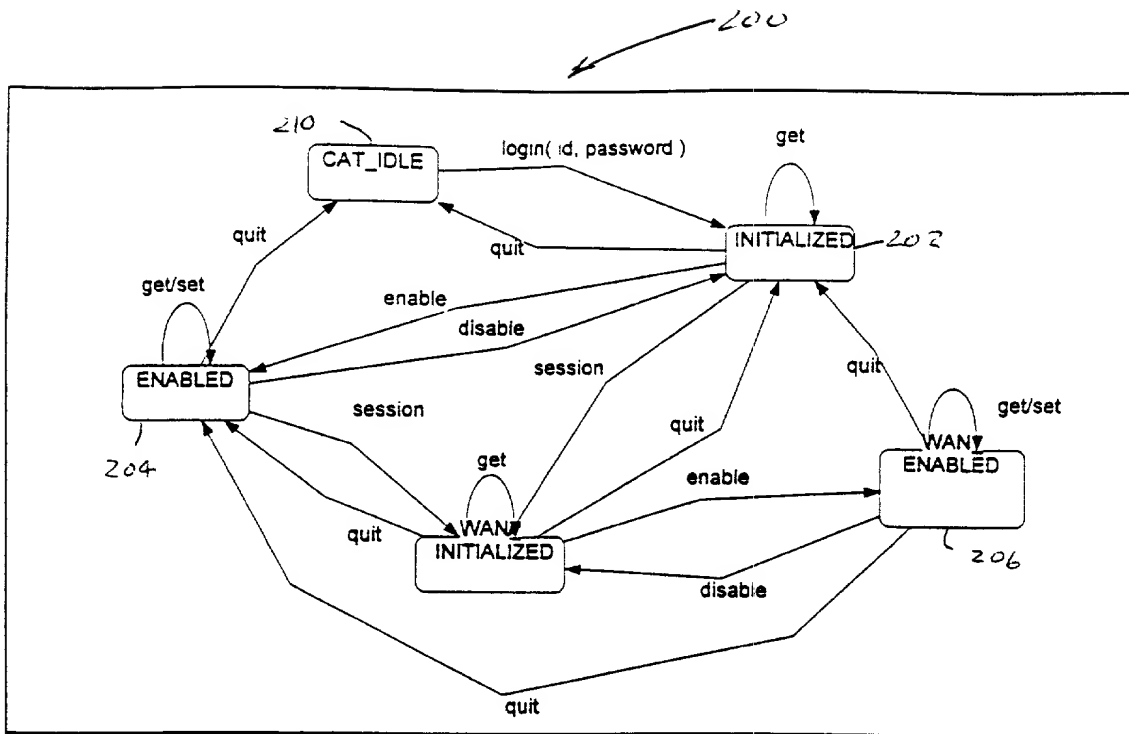 200
210
CAT_IDLE
login( id, password )
get
INITIALIZED
202
quit
quit
get/set
enable
disable
ENABLED
204
session
session
quit
quit
get/set
WAN
ENABLED
206
get
WAN
INITIALIZED
quit
enable
disable
quit